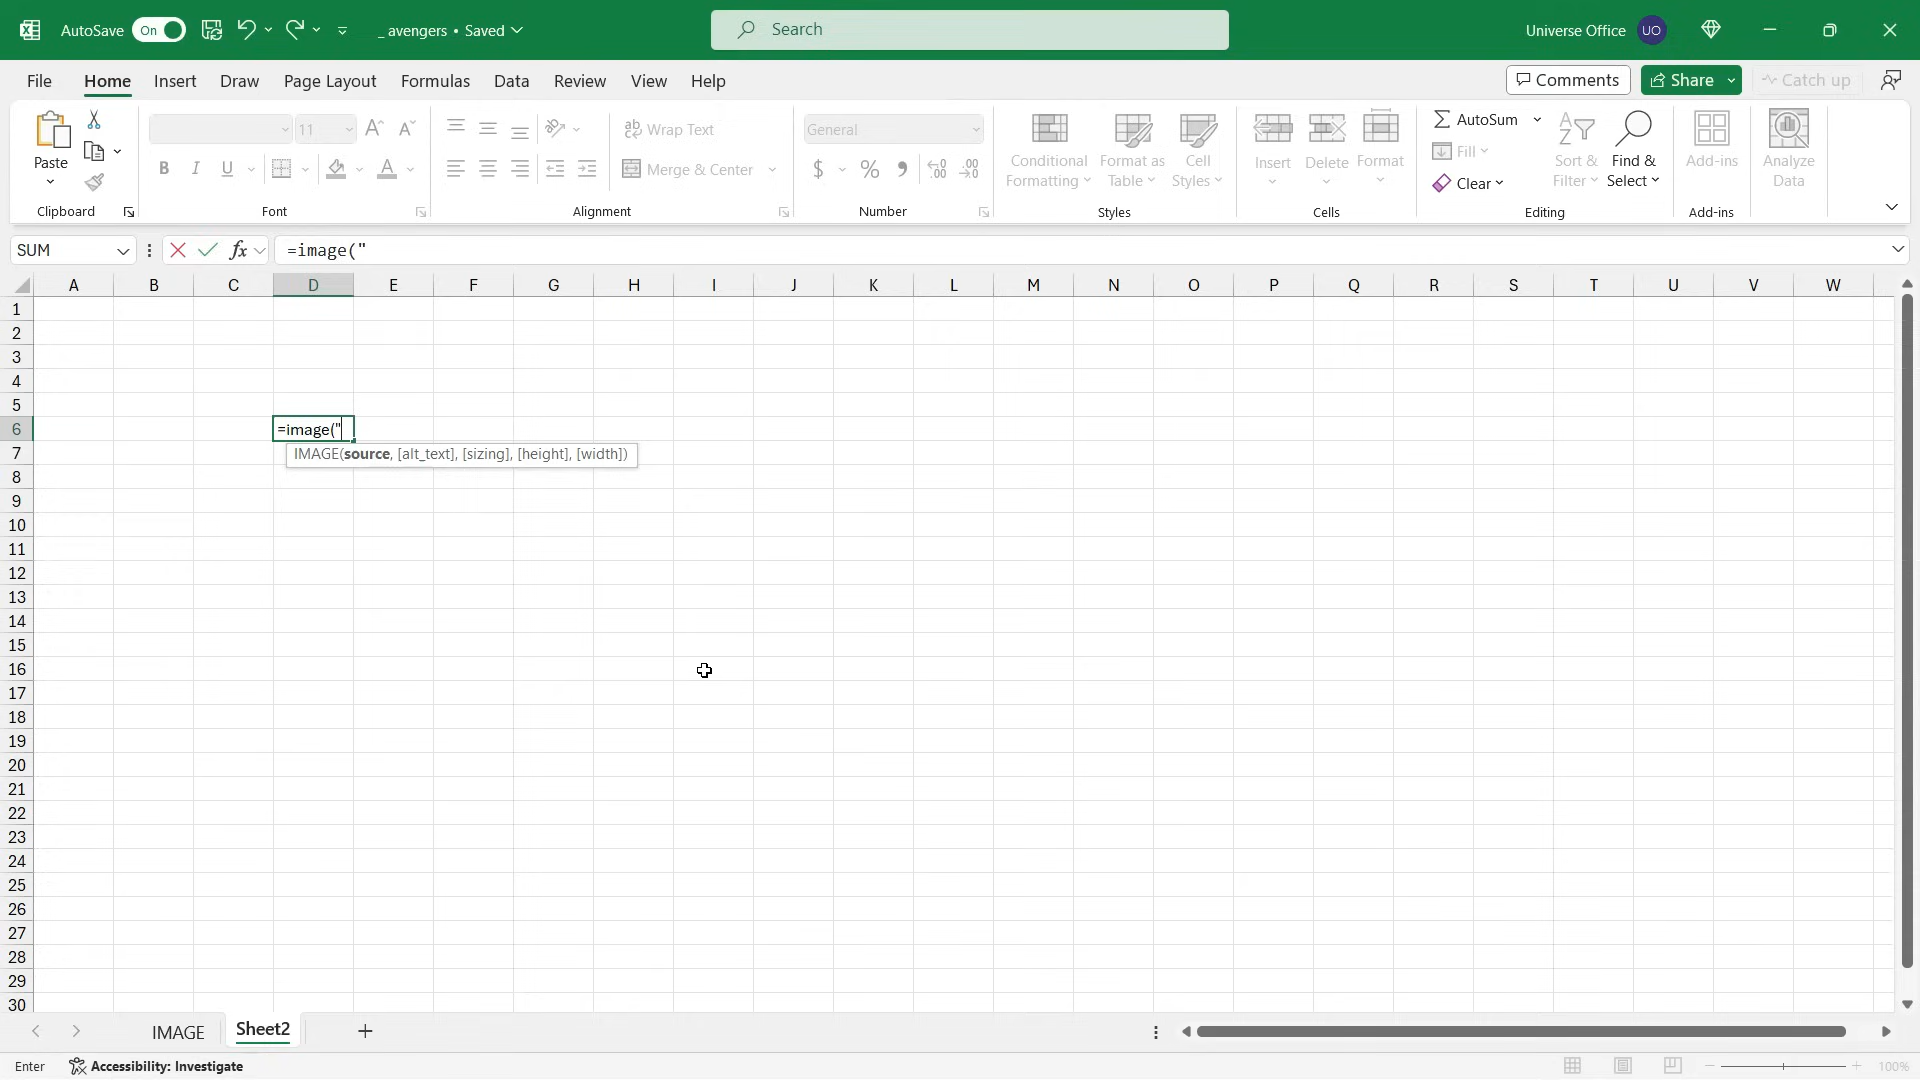 AutoSave On _ avengers • Saved Search Universe Office UO
File Home Insert Draw Page Layout Formulas Data Review View Help Comments Share Catch up
Paste
Clipboard
11
B I U A
Font
Wrap Text
Merge & Center
Alignment
General
$ % , .00
Number
Conditional Formatting
Format as Table
Cell Styles
Styles
Insert Delete Format
Cells
AutoSum
Fill
Clear
Sort & Filter
Find & Select
Editing
Add-ins
Add-ins
Analyze Data
SUM fx =image("
A B C D E F G H I J K L M N O P Q R S T U V W
1
2
3
4
5
6 =image("
7 IMAGE(source, [alt_text], [sizing], [height], [width])
8
9
10
11
12
13
14
15
16
17
18
19
20
21
22
23
24
25
26
27
28
29
30
IMAGE Sheet2
Enter Accessibility: Investigate 100%